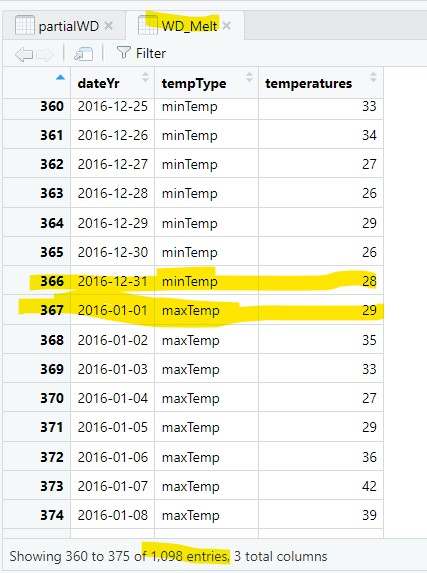 partialWD WD_Melt
Filter
dateYr tempType temperatures
360 2016-12-25 minTemp 33
361 2016-12-26 minTemp 34
362 2016-12-27 minTemp 27
363 2016-12-28 minTemp 26
364 2016-12-29 minTemp 29
365 2016-12-30 minTemp 26
366 2016-12-31 minTemp 28
367 2016-01-01 maxTemp 29
368 2016-01-02 maxTemp 35
369 2016-01-03 maxTemp 33
370 2016-01-04 maxTemp 27
371 2016-01-05 maxTemp 29
372 2016-01-06 maxTemp 36
373 2016-01-07 maxTemp 42
374 2016-01-08 maxTemp 39
Showing 360 to 375 of 1,098 entries, 3 total columns